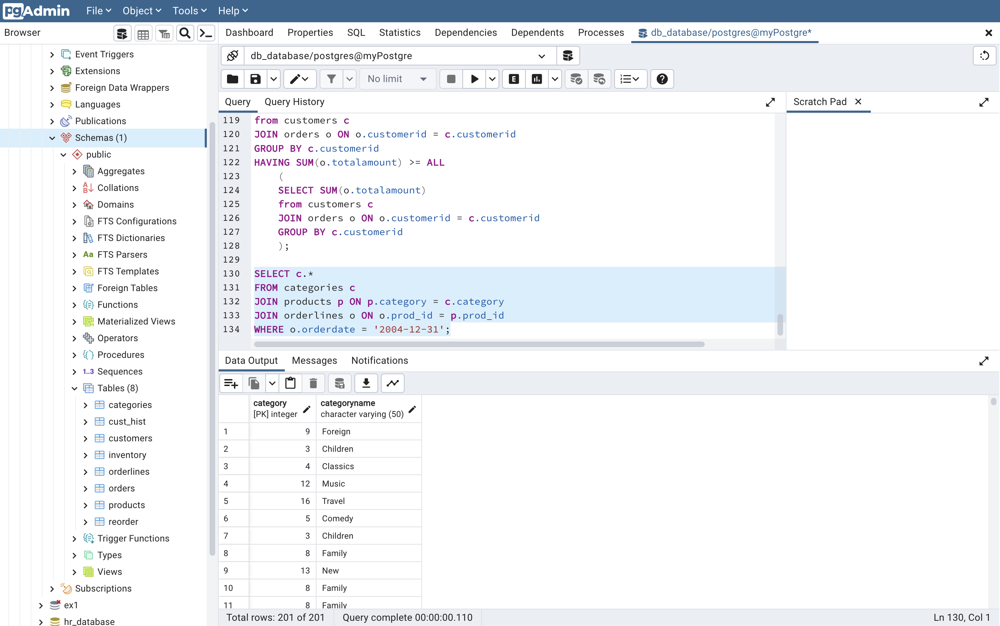 pgAdmin File Object Tools Help
Browser
Dashboard Properties SQL Statistics Dependencies Dependents Processes db_database/postgres@myPostgre*
Event Triggers
Extensions
Foreign Data Wrappers
Languages
Publications
Schemas (1)
public
Aggregates
Collations
Domains
FTS Configurations
FTS Dictionaries
Aa FTS Parsers
FTS Templates
Foreign Tables
Functions
Materialized Views
Operators
Procedures
1..3 Sequences
Tables (8)
categories
cust_hist
customers
inventory
orderlines
orders
products
reorder
Trigger Functions
Types
Views
Subscriptions
ex1
hr_database
db_database/postgres@myPostgre
No limit
E
Query Query History
Scratch Pad
119 from customers c
120 JOIN orders o ON o.customerid = c.customerid
121 GROUP BY c.customerid
122 HAVING SUM(o.totalamount) >= ALL
123 (
124 SELECT SUM(o.totalamount)
125 from customers c
126 JOIN orders o ON o.customerid = c.customerid
127 GROUP BY c.customerid
128 );
129
130 SELECT c.*
131 FROM categories c
132 JOIN products p ON p.category = c.category
133 JOIN orderlines o ON o.prod_id = p.prod_id
134 WHERE o.orderdate = '2004-12-31';
Data Output Messages Notifications
category categoryname
[PK] integer character varying (50)
1 9 Foreign
2 3 Children
3 4 Classics
4 12 Music
5 16 Travel
6 5 Comedy
7 3 Children
8 8 Family
9 13 New
10 8 Family
11 8 Family
Total rows: 201 of 201 Query complete 00:00:00.110 Ln 130, Col 1